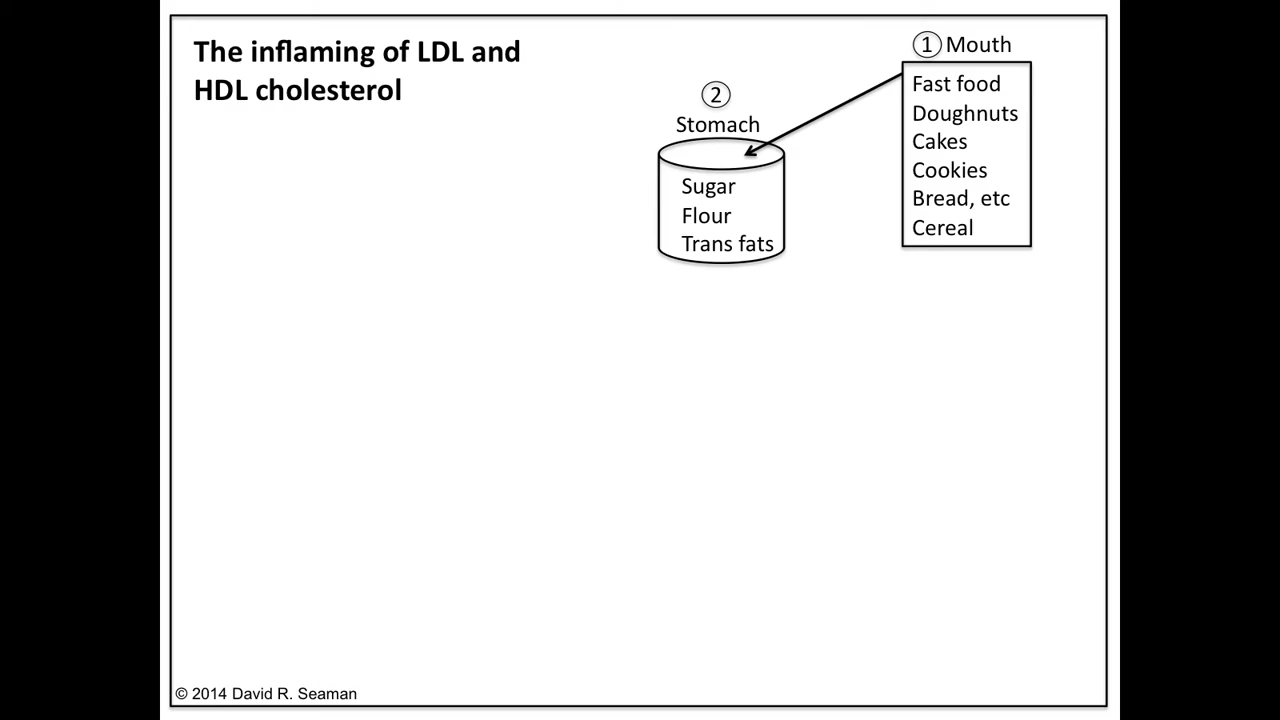 The inflaming of LDL and
HDL cholesterol
① Mouth
Fast food
Doughnuts
Cakes
Cookies
Bread, etc
Cereal
②
Stomach
Sugar
Flour
Trans fats
© 2014 David R. Seaman